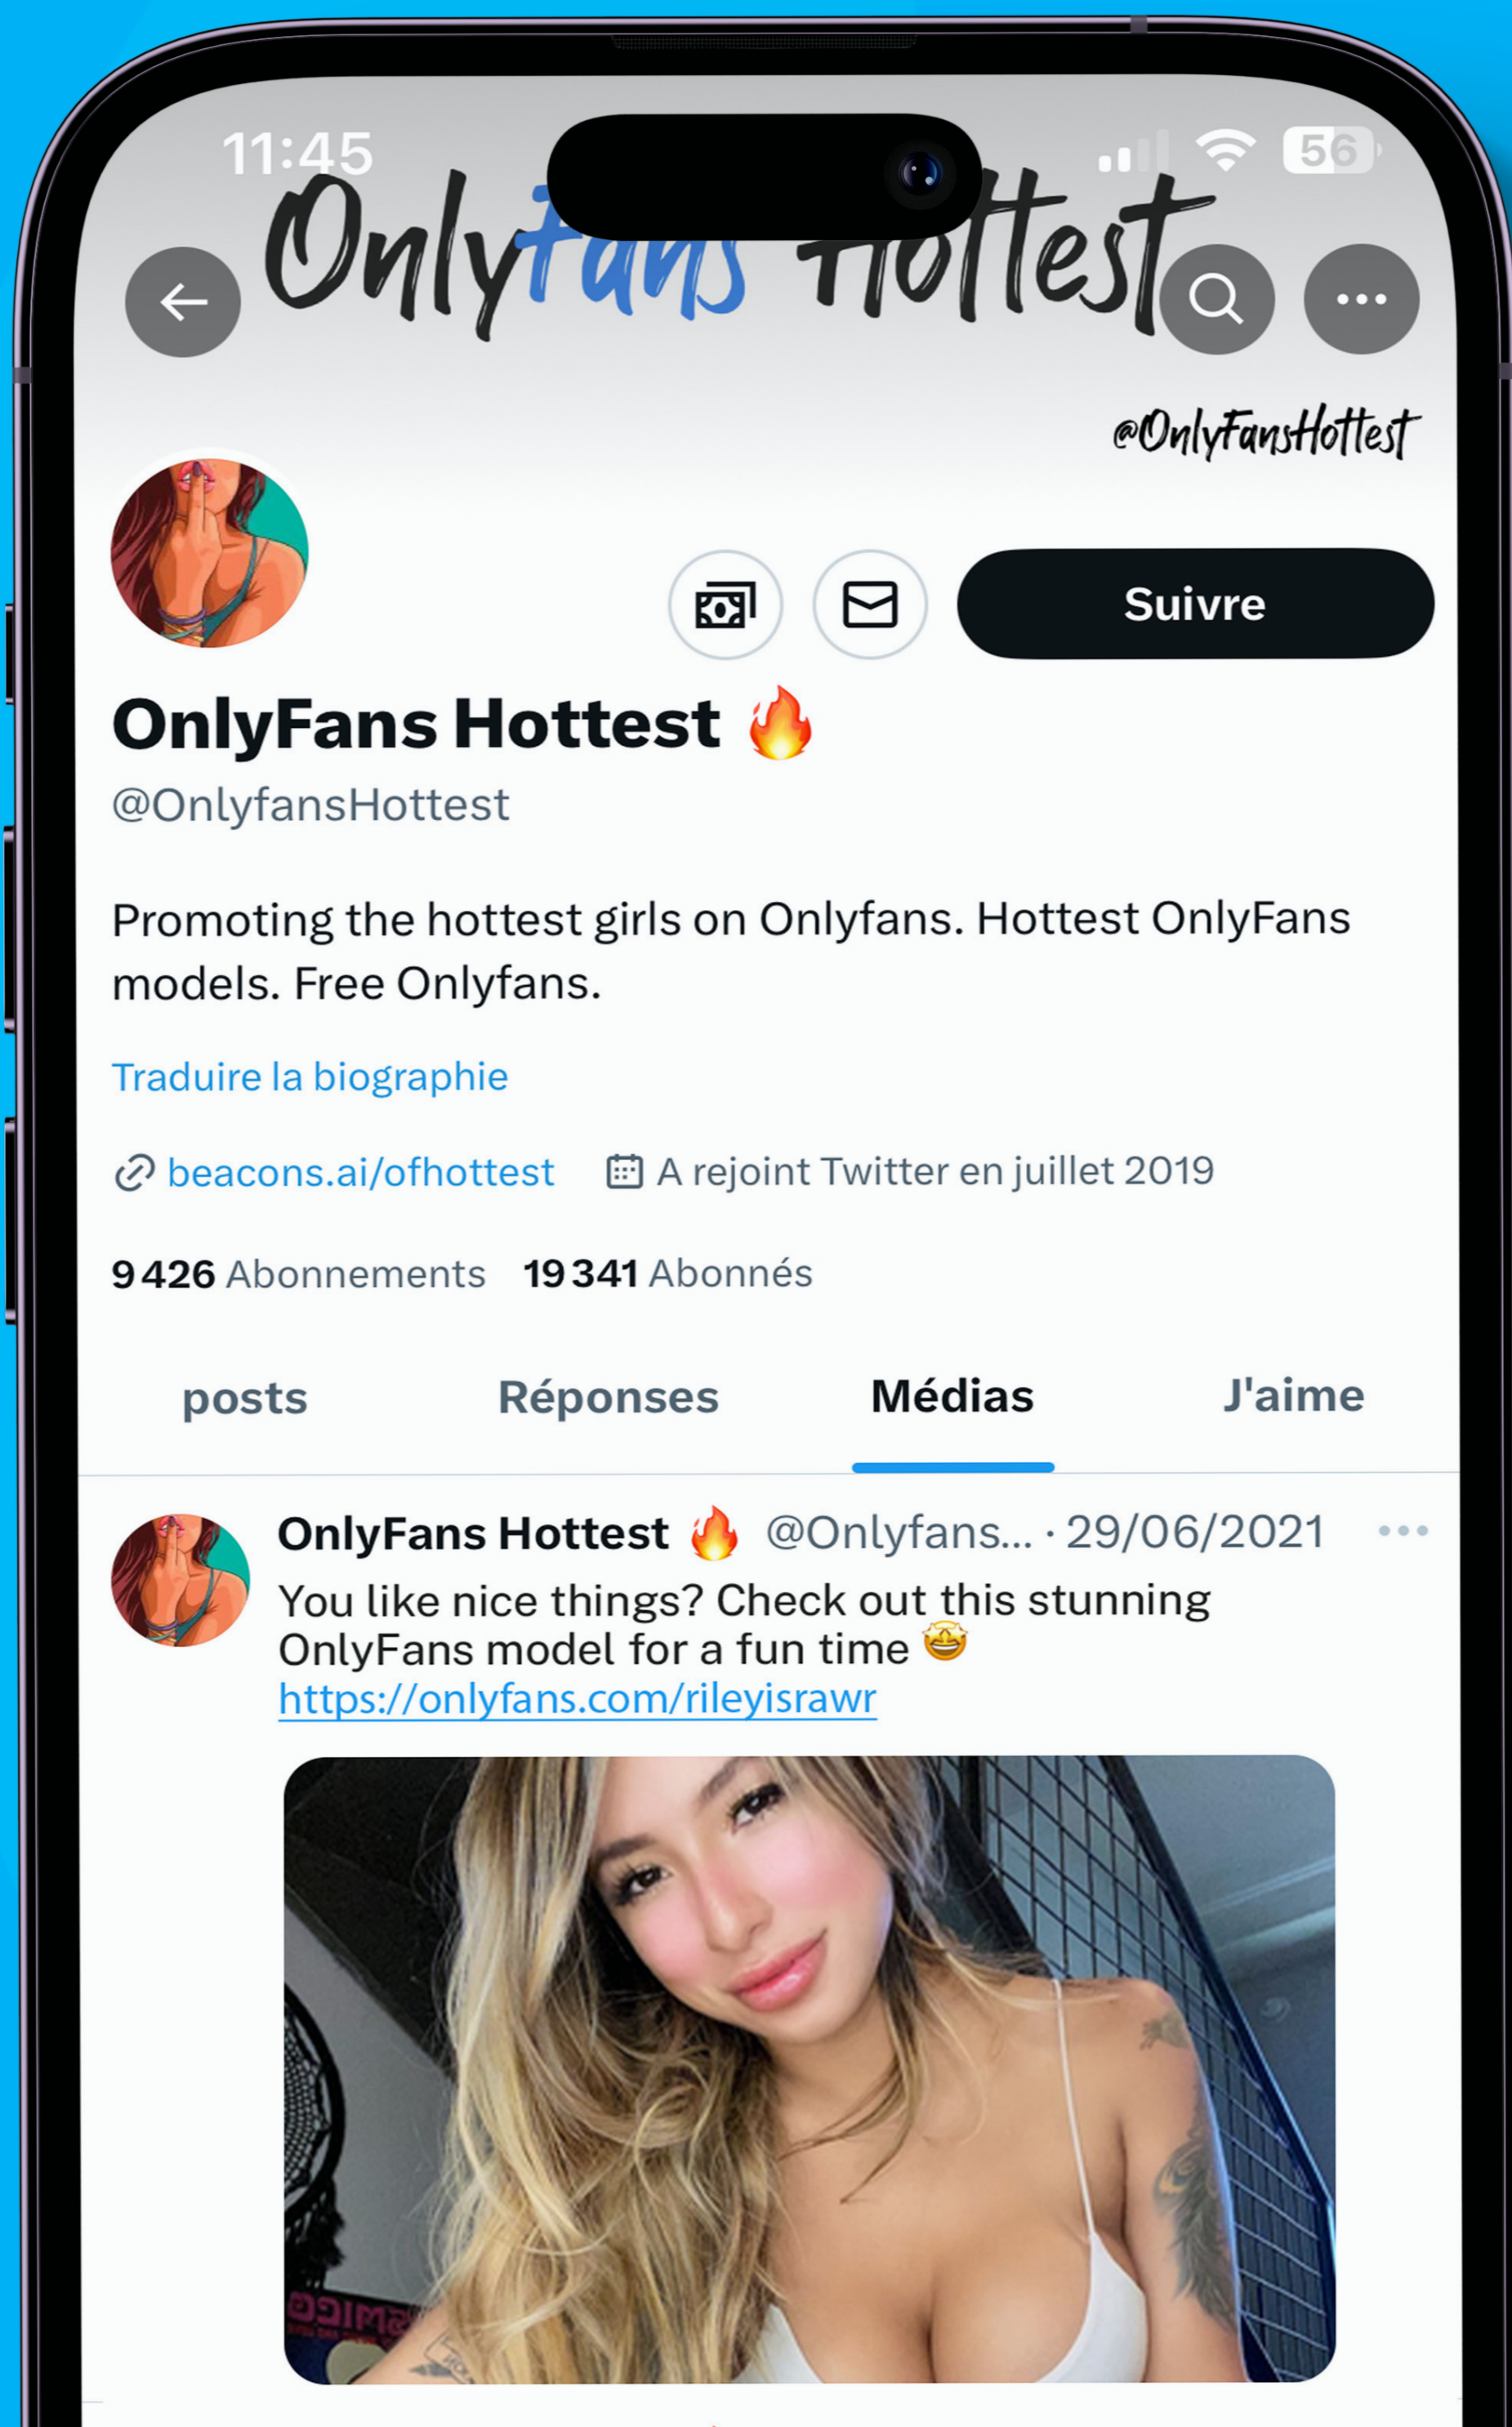 11:45
56
OnlyFans Hottest
@OnlyFansHottest
Suivre
OnlyFans Hottest 🔥
@OnlyfansHottest
Promoting the hottest girls on Onlyfans. Hottest OnlyFans
models. Free Onlyfans.
Traduire la biographie
beacons.ai/ofhottest A rejoint Twitter en juillet 2019
9 426 Abonnements 19 341 Abonnés
posts Réponses Médias J'aime
OnlyFans Hottest 🔥 @Onlyfans... · 29/06/2021
You like nice things? Check out this stunning
OnlyFans model for a fun time 🤩
https://onlyfans.com/rileyisrawr